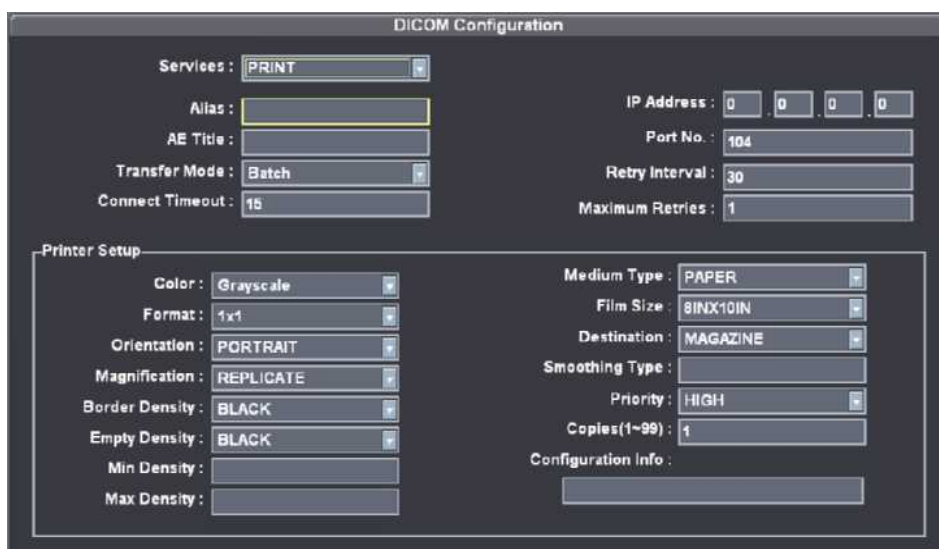 DICOM Configuration
Services : PRINT
Alias :
AE Title :
Transfer Mode : Batch
Connect Timeout : 15
IP Address : 0 . 0 . 0 . 0
Port No. : 104
Retry Interval : 30
Maximum Retries : 1
Printer Setup
Color : Grayscale
Format : 1x1
Orientation : PORTRAIT
Magnification : REPLICATE
Border Density : BLACK
Empty Density : BLACK
Min Density :
Max Density :
Medium Type : PAPER
Film Size : 8INX10IN
Destination : MAGAZINE
Smoothing Type :
Priority : HIGH
Copies(1~99) : 1
Configuration Info :